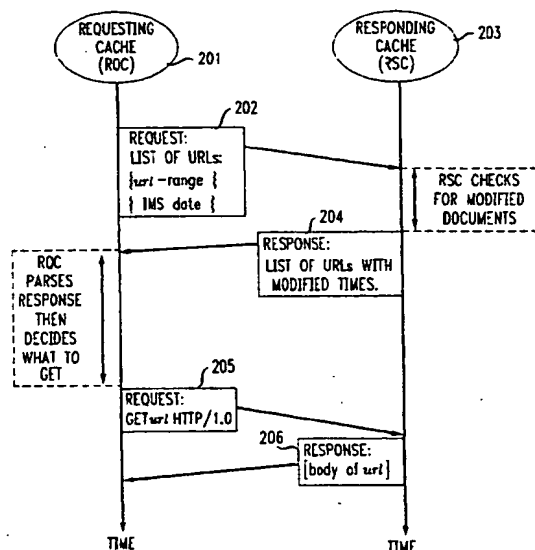 REQUESTING
CACHE
(ROC)
201
RESPONDING
CACHE
(RSC)
203
202
REQUEST:
LIST OF URLs:
{url-range {
{ IMS date {
RSC CHECKS
FOR MODIFIED
DOCUMENTS
204
RESPONSE:
LIST OF URLs WITH
MODIFIED TIMES.
ROC
PARSES
RESPONSE
THEN
DECIDES
WHAT TO
GET
205
REQUEST:
GET url HTTP/1.0
206
RESPONSE:
[body of url]
TIME
TIME